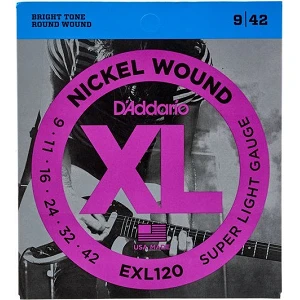 BRIGHT TONE
ROUND WOUND
9/42
NICKEL WOUND
D'Addario
XL
9 · 11 · 16 · 24 · 32 · 42
USA MADE
EXL120
SUPER LIGHT GAUGE